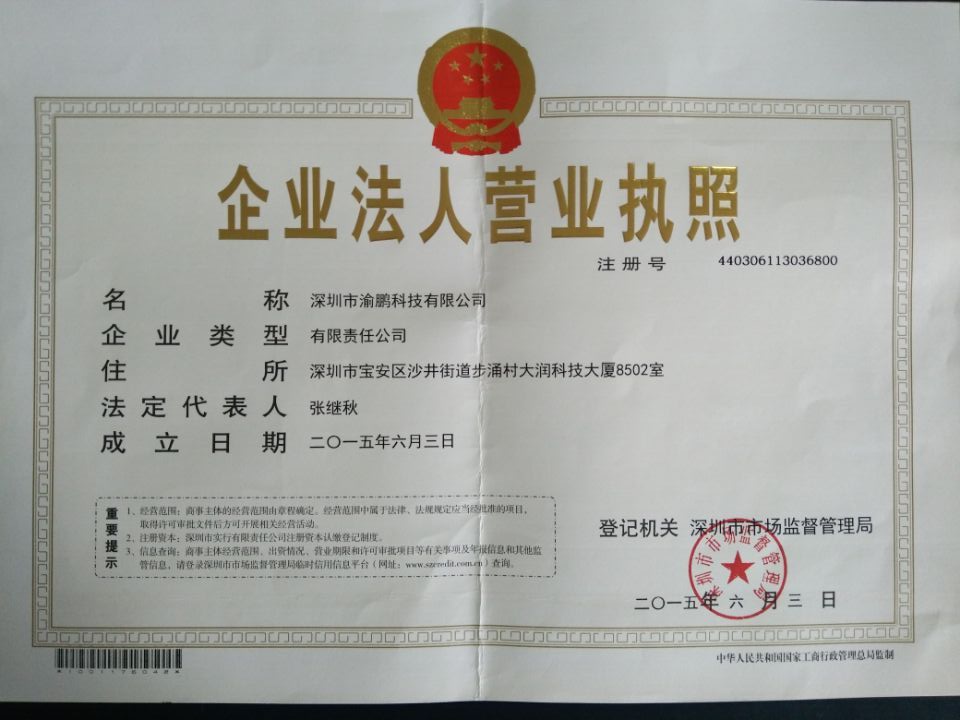 企业法人营业执照
注册号 440306113036800
名称 深圳市渝鹏科技有限公司
企业类型 有限责任公司
住所 深圳市宝安区沙井街道步涌村大润科技大厦8502室
法定代表人 张继秋
成立日期 二〇一五年六月三日
重要提示
1、经营范围：商事主体的经营范围由章程确定。经营范围中属于法律、法规规定应当经批准的项目，
取得许可审批文件后方可开展相关经营活动。
2、注册资本：深圳市实行有限责任公司注册资本认缴登记制度。
3、信息查询：商事主体经营范围、出资情况、营业期限和许可审批项目等有关事项及年报信息和其他监
管信息，请登录深圳市市场监督管理局临时信用信息平台（网址：www.szcredit.com.cn）查询。
登记机关 深圳市市场监督管理局
深圳市市场监督管理局
二〇一五年六月三日
*1001176042*
中华人民共和国国家工商行政管理总局监制